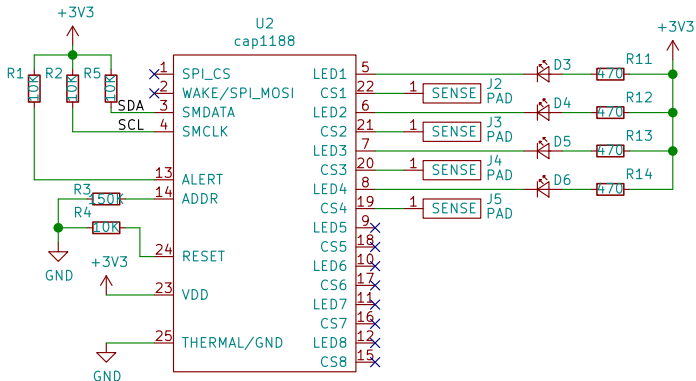 +3V3
R1 R2 R5
10K 10K 10K
SDA
SCL
R3
150K
R4
10K
GND
+3V3
GND
U2
cap1188
1 SPI_CS
2 WAKE/SPI_MOSI
3 SMDATA
4 SMCLK
13 ALERT
14 ADDR
24 RESET
23 VDD
25 THERMAL/GND
LED1 5
CS1 22
LED2 6
CS2 21
LED3 7
CS3 20
LED4 8
CS4 19
LED5 9
CS5 18
LED6 10
CS6 17
LED7 11
CS7 16
LED8 12
CS8 15
1 SENSE J2
PAD
1 SENSE J3
PAD
1 SENSE J4
PAD
1 SENSE J5
PAD
D3
D4
D5
D6
R11
470
R12
470
R13
470
R14
470
+3V3